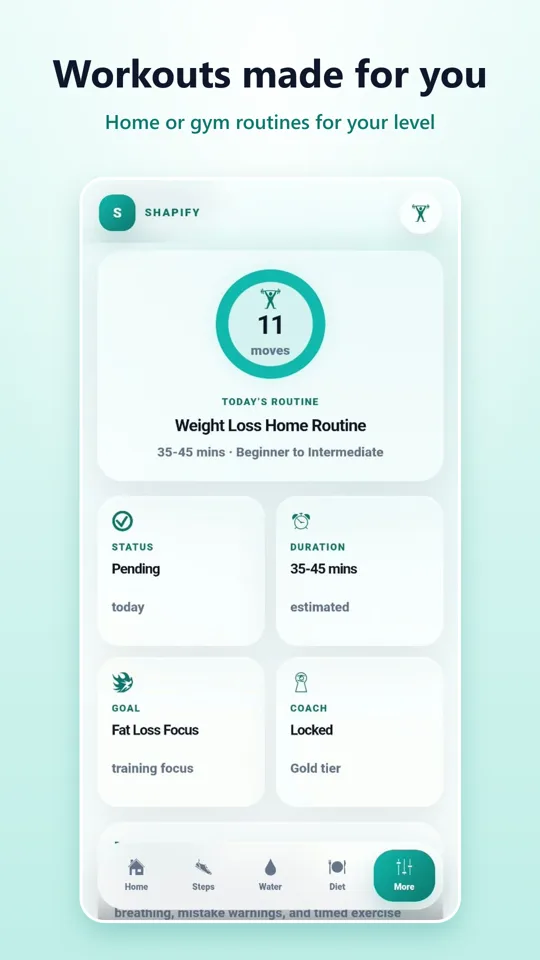 Workouts made for you
Home or gym routines for your level
S SHAPIFY
11
moves
TODAY'S ROUTINE
Weight Loss Home Routine
35-45 mins · Beginner to Intermediate
STATUS
Pending
today
DURATION
35-45 mins
estimated
GOAL
Fat Loss Focus
training focus
COACH
Locked
Gold tier
Home Steps Water Diet More
breathing, mistake warnings, and timed exercise